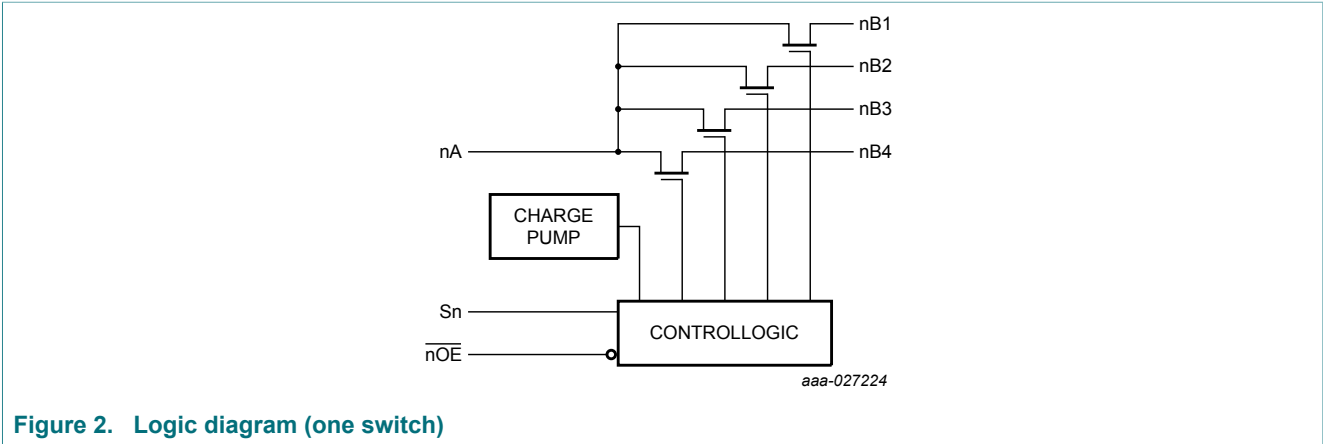 nB1
nB2
nB3
nA
nB4
CHARGE
PUMP
Sn
CONTROLLOGIC
nOE
aaa-027224
Figure 2. Logic diagram (one switch)